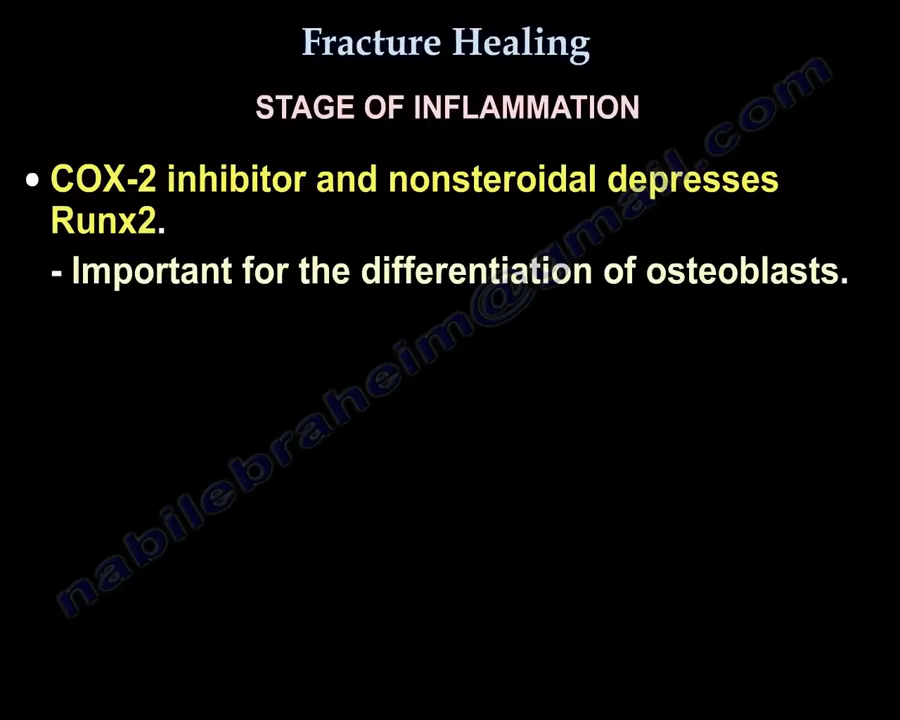 Fracture Healing
STAGE OF INFLAMMATION
• COX-2 inhibitor and nonsteroidal depresses
Runx2.
- Important for the differentiation of osteoblasts.
nabilebraheim@gmail.com